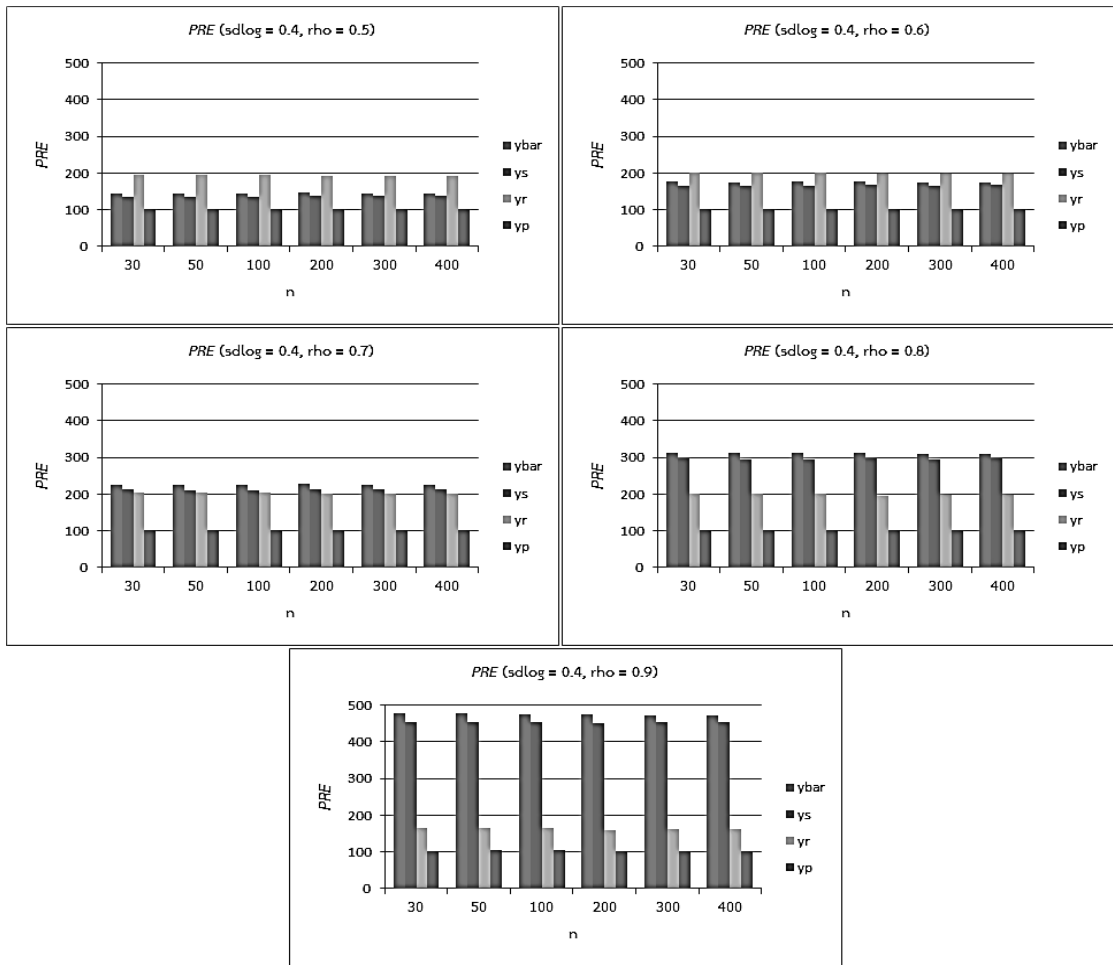 PRE (sdlog = 0.4, rho = 0.5)
500
400
300
200
100
0
PRE
30 50 100 200 300 400
n
ybar
ys
yr
yp
PRE (sdlog = 0.4, rho = 0.6)
500
400
300
200
100
0
PRE
30 50 100 200 300 400
n
ybar
ys
yr
yp
PRE (sdlog = 0.4, rho = 0.7)
500
400
300
200
100
0
PRE
30 50 100 200 300 400
n
ybar
ys
yr
yp
PRE (sdlog = 0.4, rho = 0.8)
500
400
300
200
100
0
PRE
30 50 100 200 300 400
n
ybar
ys
yr
yp
PRE (sdlog = 0.4, rho = 0.9)
500
400
300
200
100
0
PRE
30 50 100 200 300 400
n
ybar
ys
yr
yp